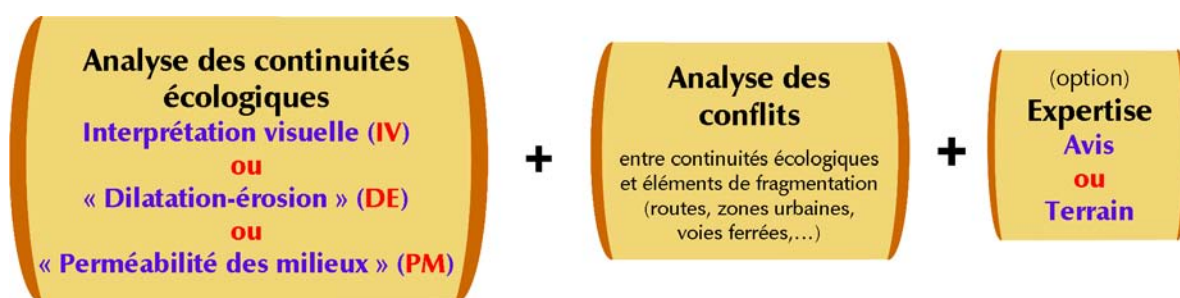 Analyse des continuités
écologiques
Interprétation visuelle (IV)
ou
« Dilatation-érosion » (DE)
ou
« Perméabilité des milieux » (PM)
+
Analyse des
conflits
entre continuités écologiques
et éléments de fragmentation
(routes, zones urbaines,
voies ferrées,...)
+
(option)
Expertise
Avis
ou
Terrain